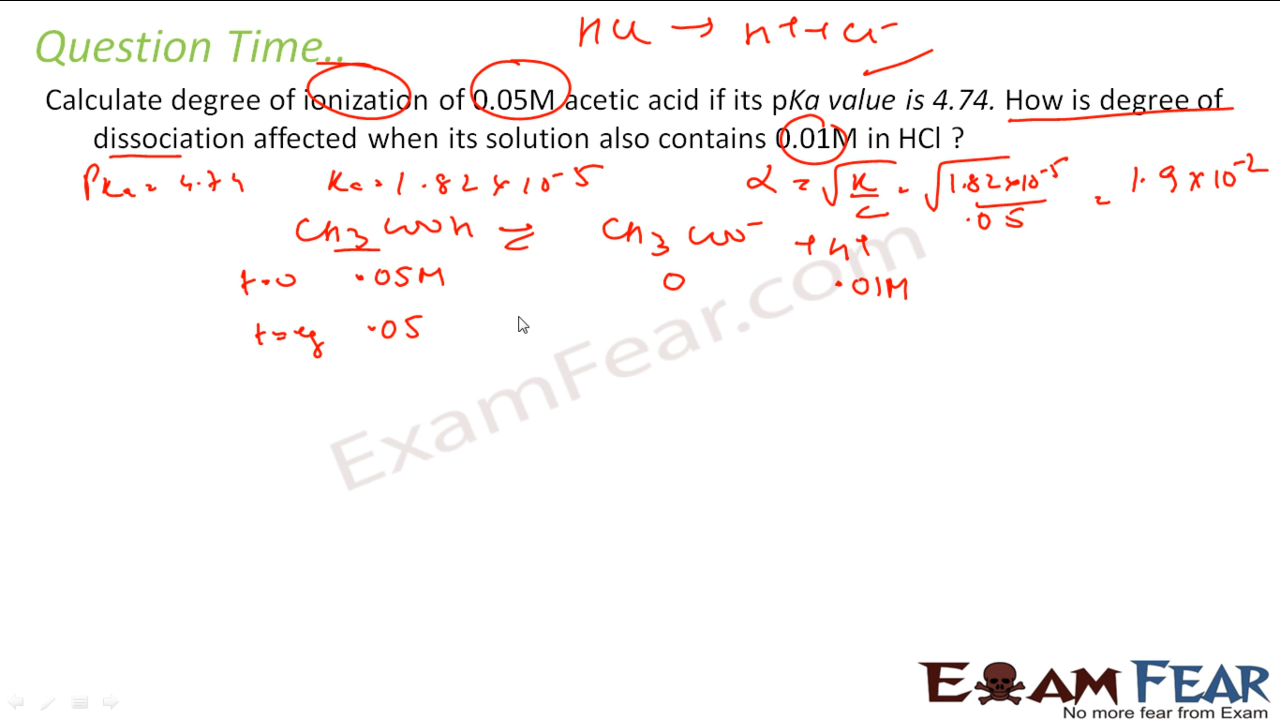 Question Time..
HCl → H+ + Cl-
Calculate degree of ionization of 0.05M acetic acid if its pKa value is 4.74. How is degree of
dissociation affected when its solution also contains 0.01M in HCl ?
Pka = 4.74 Ka = 1.82 x 10-5 α = √K/C = √1.82x10-5/.05 = 1.9 x 10-2
CH3COOH ⇌ CH3COO- + H+
t=0 .05M 0 .01M
t=eq .05
ExamFear.com
EXAM FEAR
No more fear from Exam